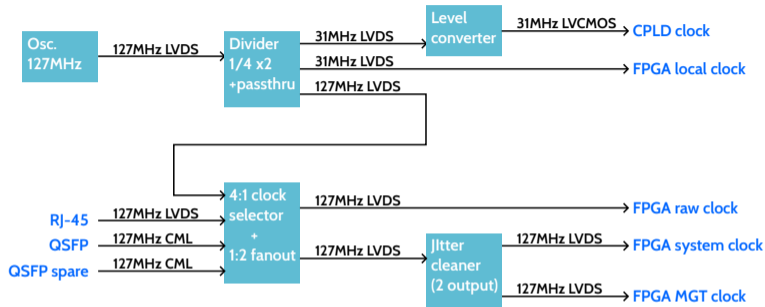 Osc.
127MHz
127MHz LVDS
Divider
1/4 x2
+passthru
31MHz LVDS
Level
converter
31MHz LVCMOS
CPLD clock
31MHz LVDS
FPGA local clock
127MHz LVDS
4:1 clock
selector
+
1:2 fanout
RJ-45
127MHz LVDS
QSFP
127MHz CML
QSFP spare
127MHz CML
127MHz LVDS
FPGA raw clock
127MHz LVDS
JItter
cleaner
(2 output)
127MHz LVDS
FPGA system clock
127MHz LVDS
FPGA MGT clock